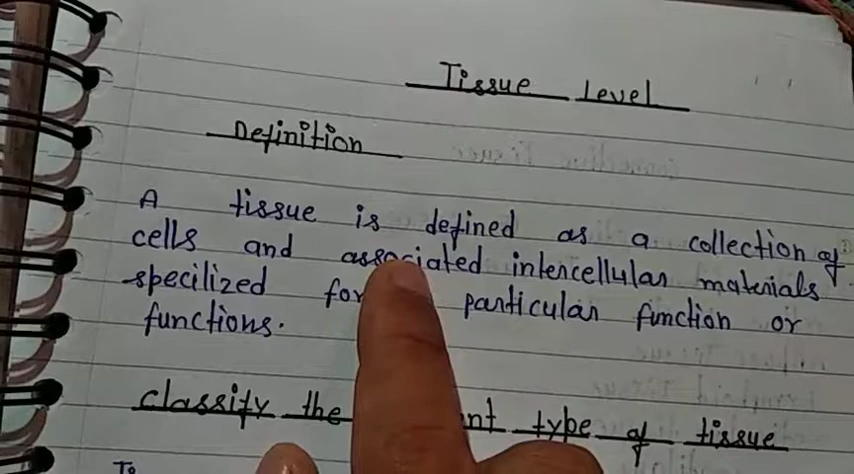 Tissue Level
Definition
A tissue is defined as a collection of
cells and associated intercellular materials
specilized for particular function or
functions.
classify the type of tissue